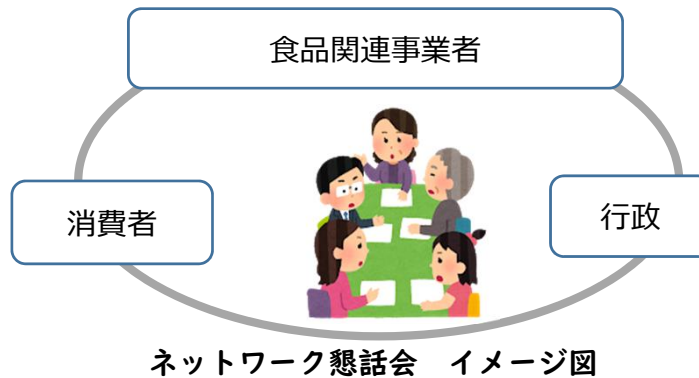 食品関連事業者
消費者
行政
ネットワーク懇話会　イメージ図